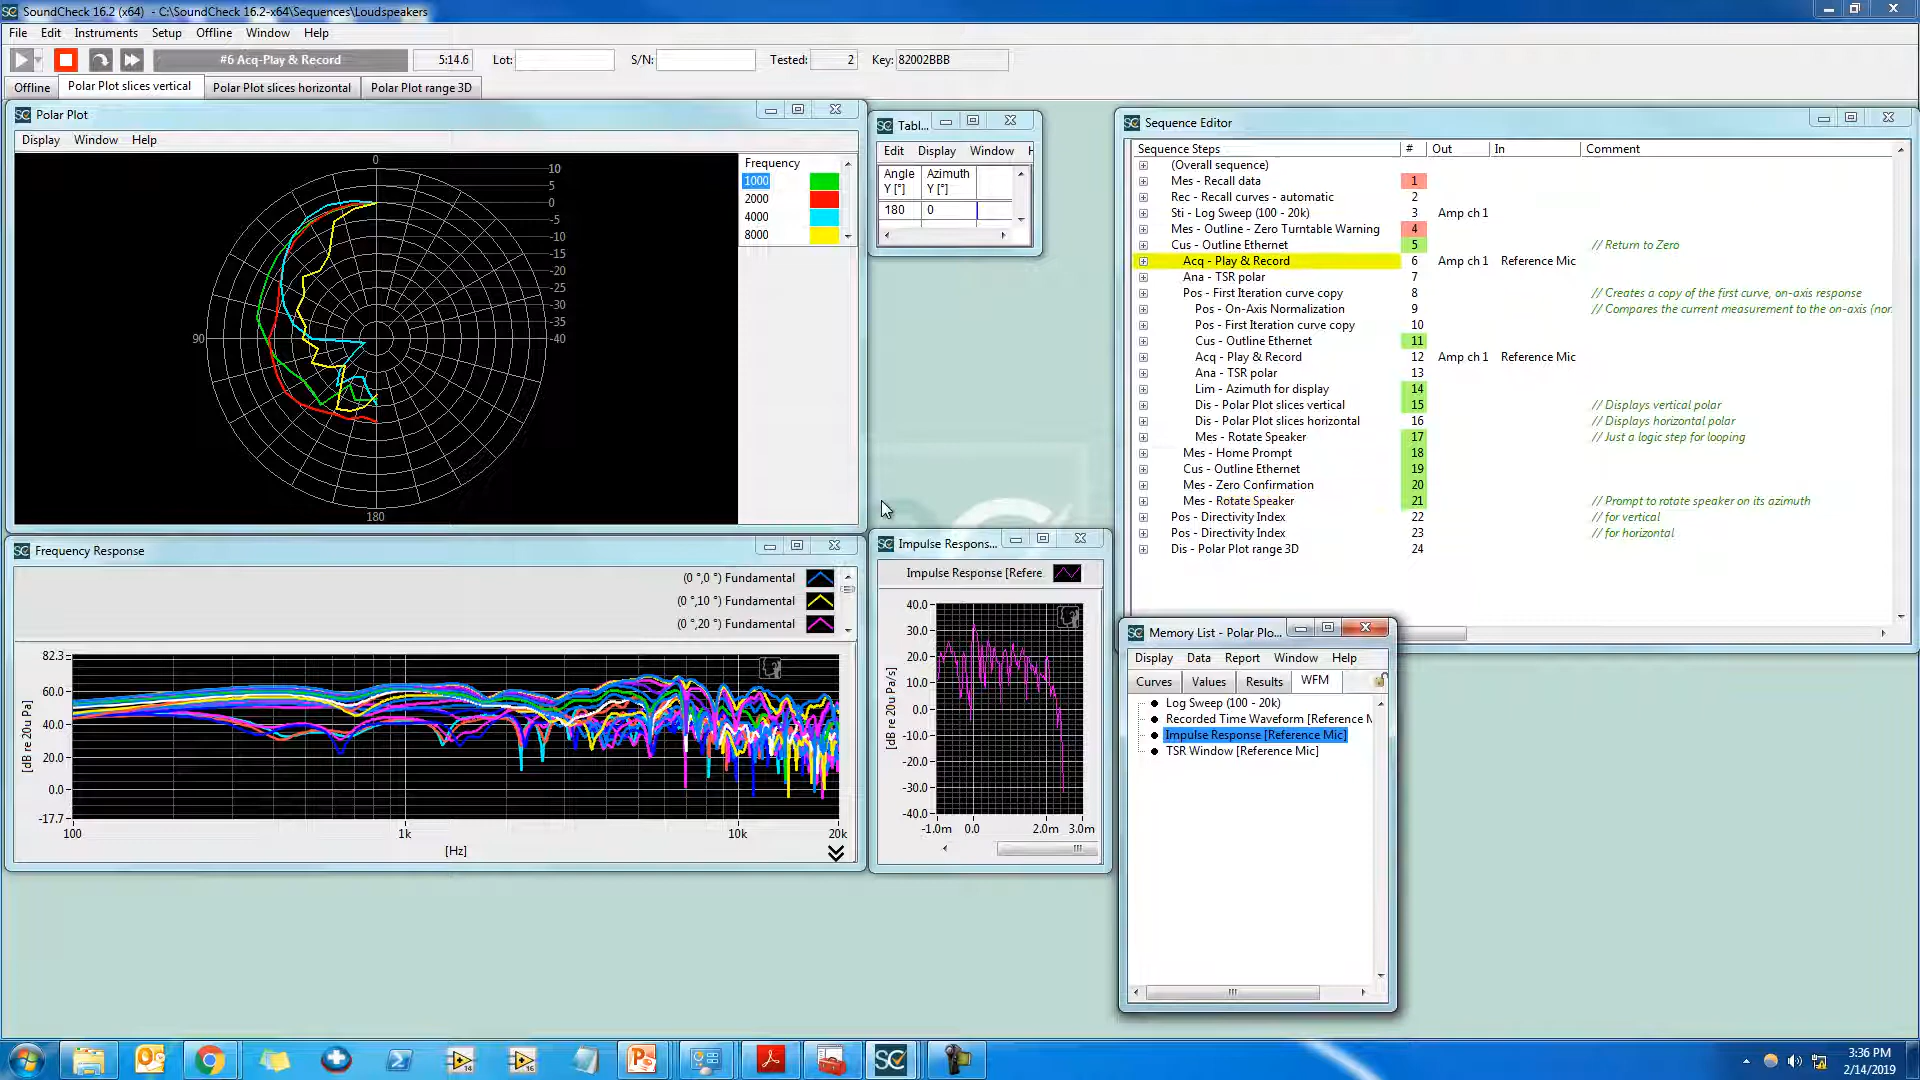 SoundCheck 16.2 (x64) - C:\SoundCheck 16.2-x64\Sequences\Loudspeakers
File Edit Instruments Setup Offline Window Help
#6 Acq-Play & Record 5:14.6 Lot: S/N: Tested: 2 Key: 82002BBB
Offline Polar Plot slices vertical Polar Plot slices horizontal Polar Plot range 3D
Polar Plot
Display Window Help
0
10
5
0
-5
-10
-15
-20
-25
-30
-35
-40
90
180
Frequency
1000
2000
4000
8000
Tabl...
Edit Display Window
Angle Azimuth
Y [°] Y [°]
180 0
Sequence Editor
Sequence Steps # Out In Comment
(Overall sequence)
Mes - Recall data 1
Rec - Recall curves - automatic 2
Sti - Log Sweep (100 - 20k) 3 Amp ch 1
Mes - Outline - Zero Turntable Warning 4
Cus - Outline Ethernet 5 // Return to Zero
Acq - Play & Record 6 Amp ch 1 Reference Mic
Ana - TSR polar 7
Pos - First Iteration curve copy 8 // Creates a copy of the first curve, on-axis response
Pos - On-Axis Normalization 9 // Compares the current measurement to the on-axis (nor
Pos - First Iteration curve copy 10
Cus - Outline Ethernet 11
Acq - Play & Record 12 Amp ch 1 Reference Mic
Ana - TSR polar 13
Lim - Azimuth for display 14
Dis - Polar Plot slices vertical 15 // Displays vertical polar
Dis - Polar Plot slices horizontal 16 // Displays horizontal polar
Mes - Rotate Speaker 17 // Just a logic step for looping
Mes - Home Prompt 18
Cus - Outline Ethernet 19
Mes - Zero Confirmation 20
Mes - Rotate Speaker 21 // Prompt to rotate speaker on its azimuth
Pos - Directivity Index 22 // for vertical
Pos - Directivity Index 23 // for horizontal
Dis - Polar Plot range 3D 24
Frequency Response
(0 °,0 °) Fundamental
(0 °,10 °) Fundamental
(0 °,20 °) Fundamental
82.3
60.0
40.0
20.0
0.0
-17.7
[dB re 20u Pa]
100 1k 10k 20k
[Hz]
Impulse Respons...
Impulse Response [Refere
40.0
30.0
20.0
10.0
0.0
-10.0
-20.0
-30.0
-40.0
[dB re 20u Pa/s]
-1.0m 0.0 2.0m 3.0m
Memory List - Polar Plo...
Display Data Report Window Help
Curves Values Results WFM
Log Sweep (100 - 20k)
Recorded Time Waveform [Reference M
Impulse Response [Reference Mic]
TSR Window [Reference Mic]
3:36 PM
2/14/2019